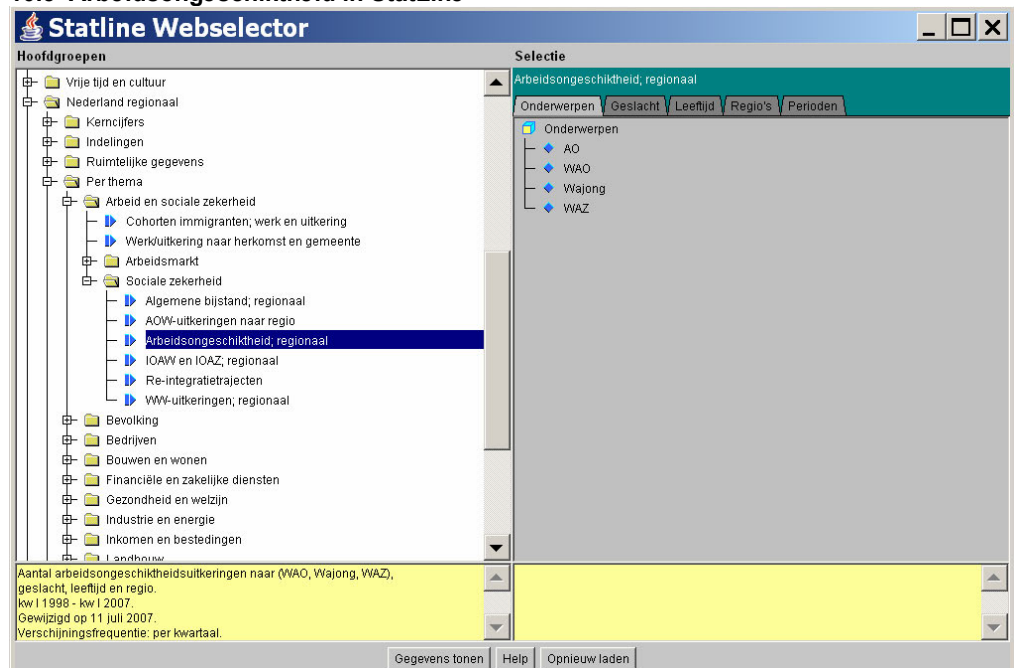 Statline Webselector
Hoofdgroepen
Vrije tijd en cultuur
Nederland regionaal
Kerncijfers
Indelingen
Ruimtelijke gegevens
Per thema
Arbeid en sociale zekerheid
Cohorten immigranten; werk en uitkering
Werk/uitkering naar herkomst en gemeente
Arbeidsmarkt
Sociale zekerheid
Algemene bijstand; regionaal
AOW-uitkeringen naar regio
Arbeidsongeschiktheid; regionaal
IOAW en IOAZ; regionaal
Re-integratietrajecten
WW-uitkeringen; regionaal
Bevolking
Bedrijven
Bouwen en wonen
Financiële en zakelijke diensten
Gezondheid en welzijn
Industrie en energie
Inkomen en bestedingen
Landbouw
Aantal arbeidsongeschiktheidsuitkeringen naar (WAO, Wajong, WAZ),
geslacht, leeftijd en regio.
kw I 1998 - kw I 2007.
Gewijzigd op 11 juli 2007.
Verschijningsfrequentie: per kwartaal.
Selectie
Arbeidsongeschiktheid; regionaal
Onderwerpen Geslacht Leeftijd Regio's Perioden
Onderwerpen
AO
WAO
Wajong
WAZ
Gegevens tonen Help Opnieuw laden